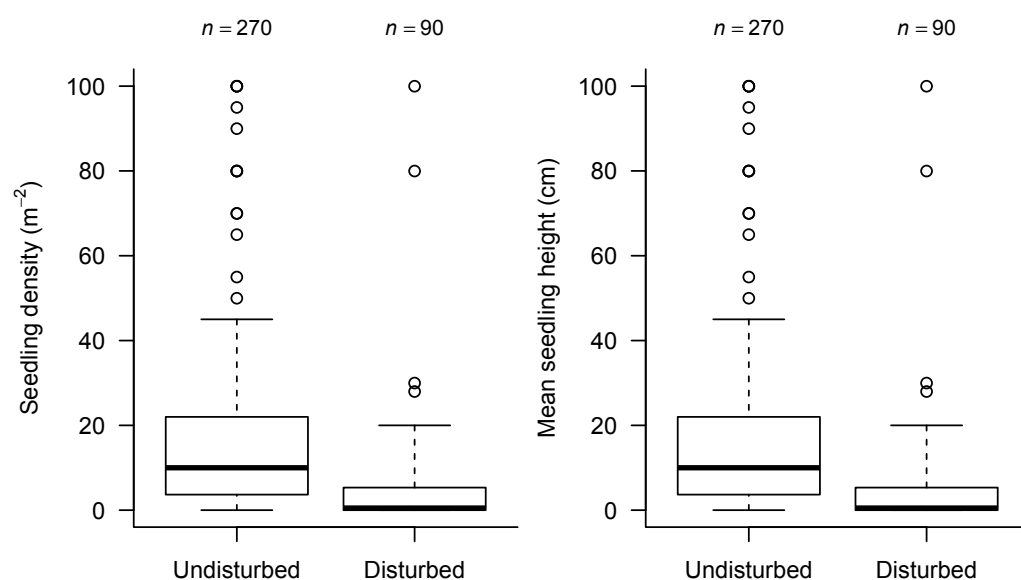 n = 270
n = 90
Seedling density (m⁻²)
100
80
60
40
20
0
Undisturbed
Disturbed
n = 270
n = 90
Mean seedling height (cm)
100
80
60
40
20
0
Undisturbed
Disturbed